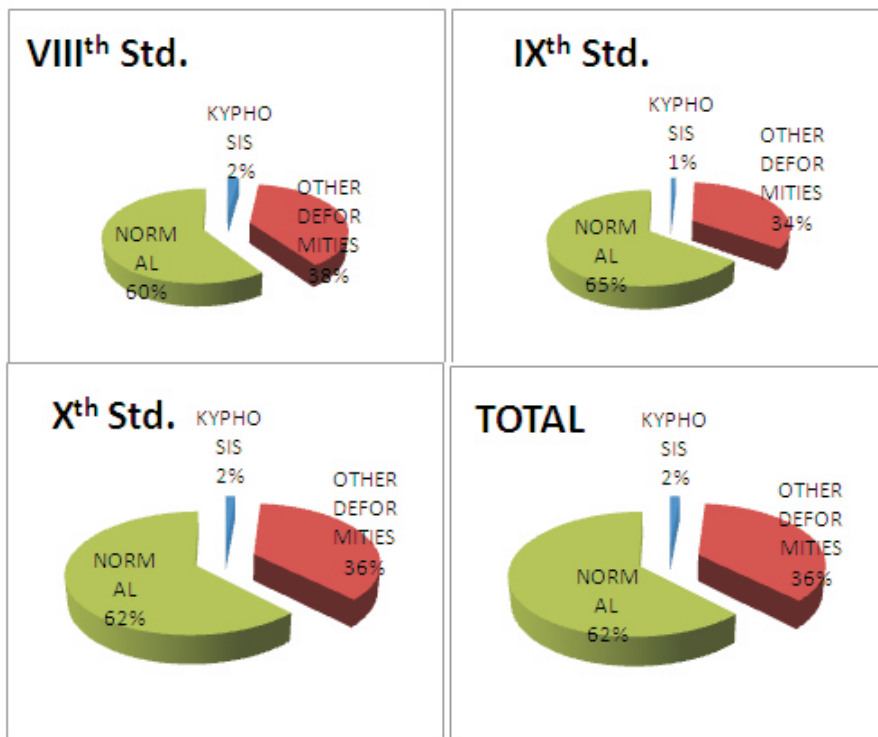 VIIIth Std.
KYPHO
SIS
2%
OTHER
DEFOR
MITIES
38%
NORM
AL
60%
IXth Std.
KYPHO
SIS
1%
OTHER
DEFOR
MITIES
34%
NORM
AL
65%
Xth Std.
KYPHO
SIS
2%
OTHER
DEFOR
MITIES
36%
NORM
AL
62%
TOTAL
KYPHO
SIS
2%
OTHER
DEFOR
MITIES
36%
NORM
AL
62%